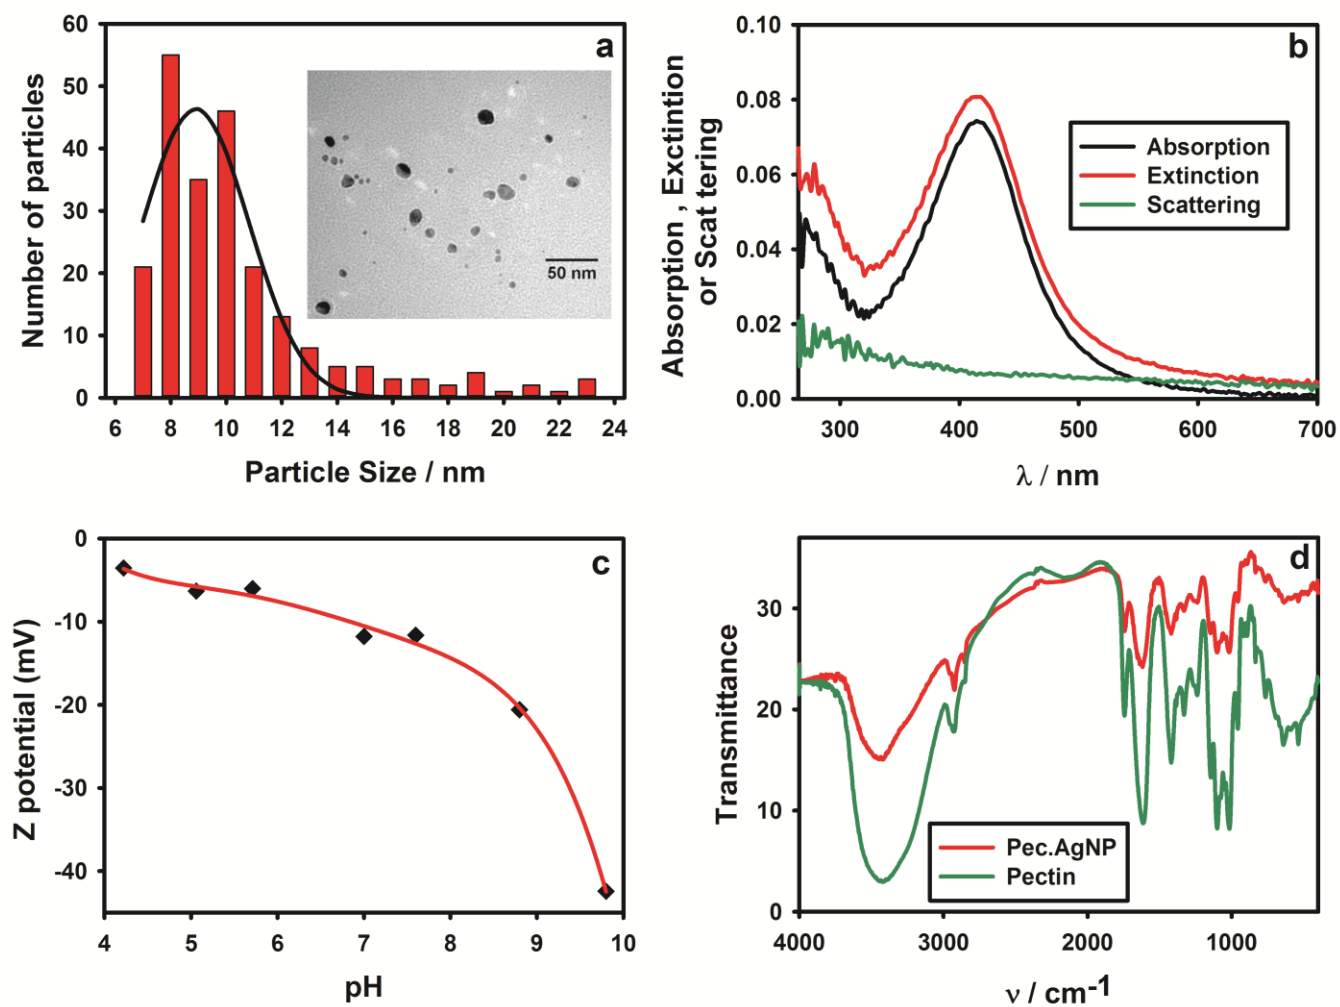 a
60
50
40
30
20
10
0
Number of particles
50 nm
6 8 10 12 14 16 18 20 22 24
Particle Size / nm
b
0.10
0.08
0.06
0.04
0.02
0.00
Absorption , Exctintion
or Scat tering
Absorption
Extinction
Scattering
300 400 500 600 700
λ / nm
c
0
-10
-20
-30
-40
Z potential (mV)
4 5 6 7 8 9 10
pH
d
30
20
10
0
Transmittance
Pec.AgNP
Pectin
4000 3000 2000 1000
ν / cm-1